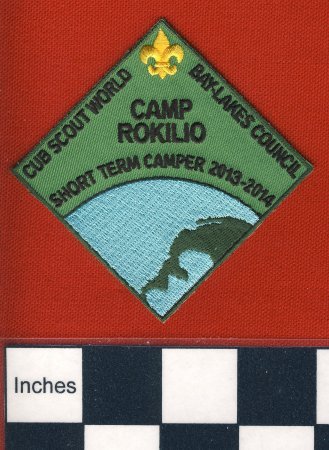 CUB SCOUT WORLD
BAY-LAKES COUNCIL
CAMP
ROKILIO
SHORT TERM CAMPER 2013-2014
Inches